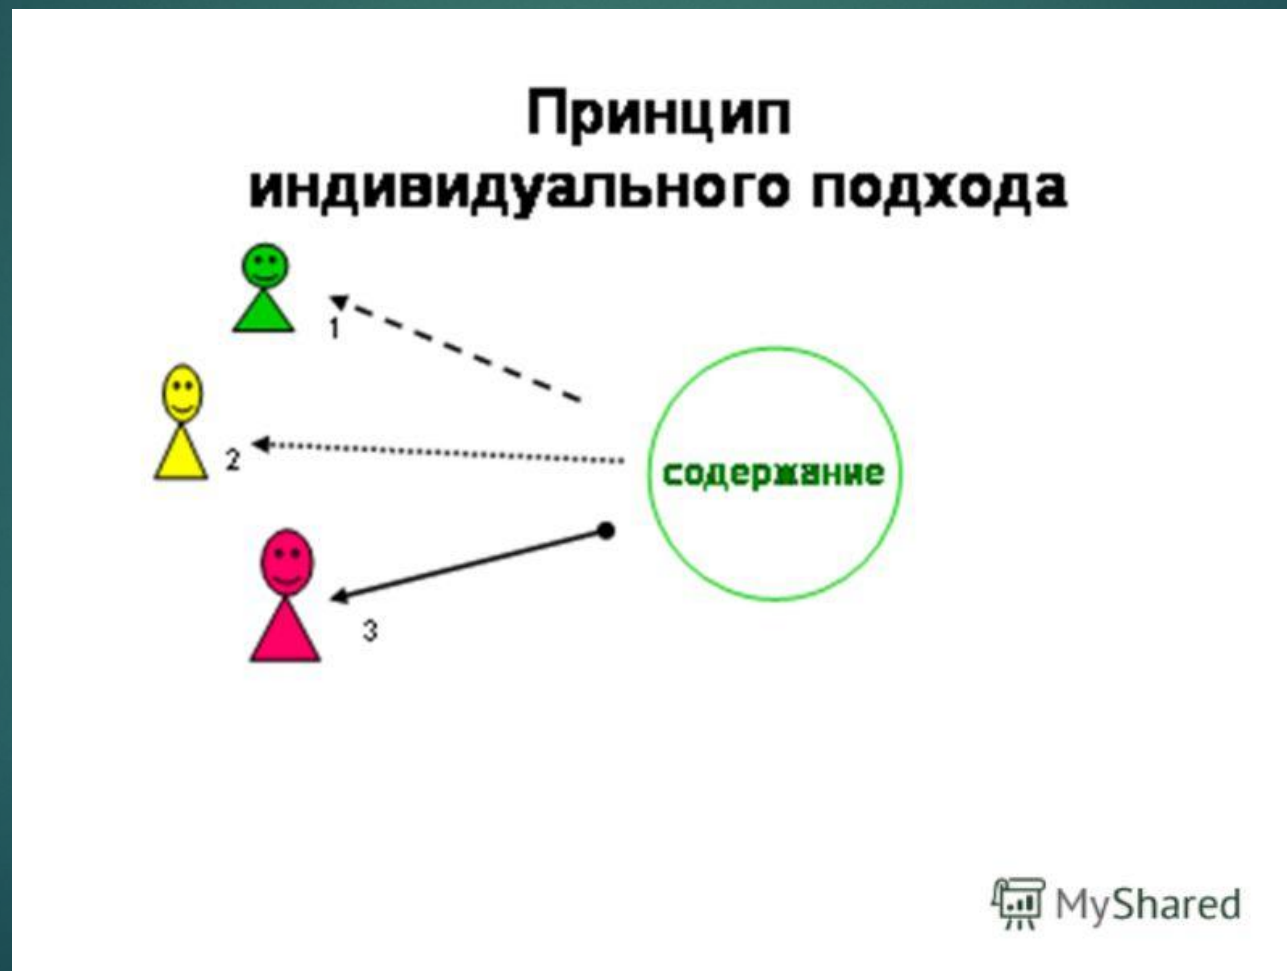 Принцип
индивидуального подхода
1
2
содержание
3
MyShared